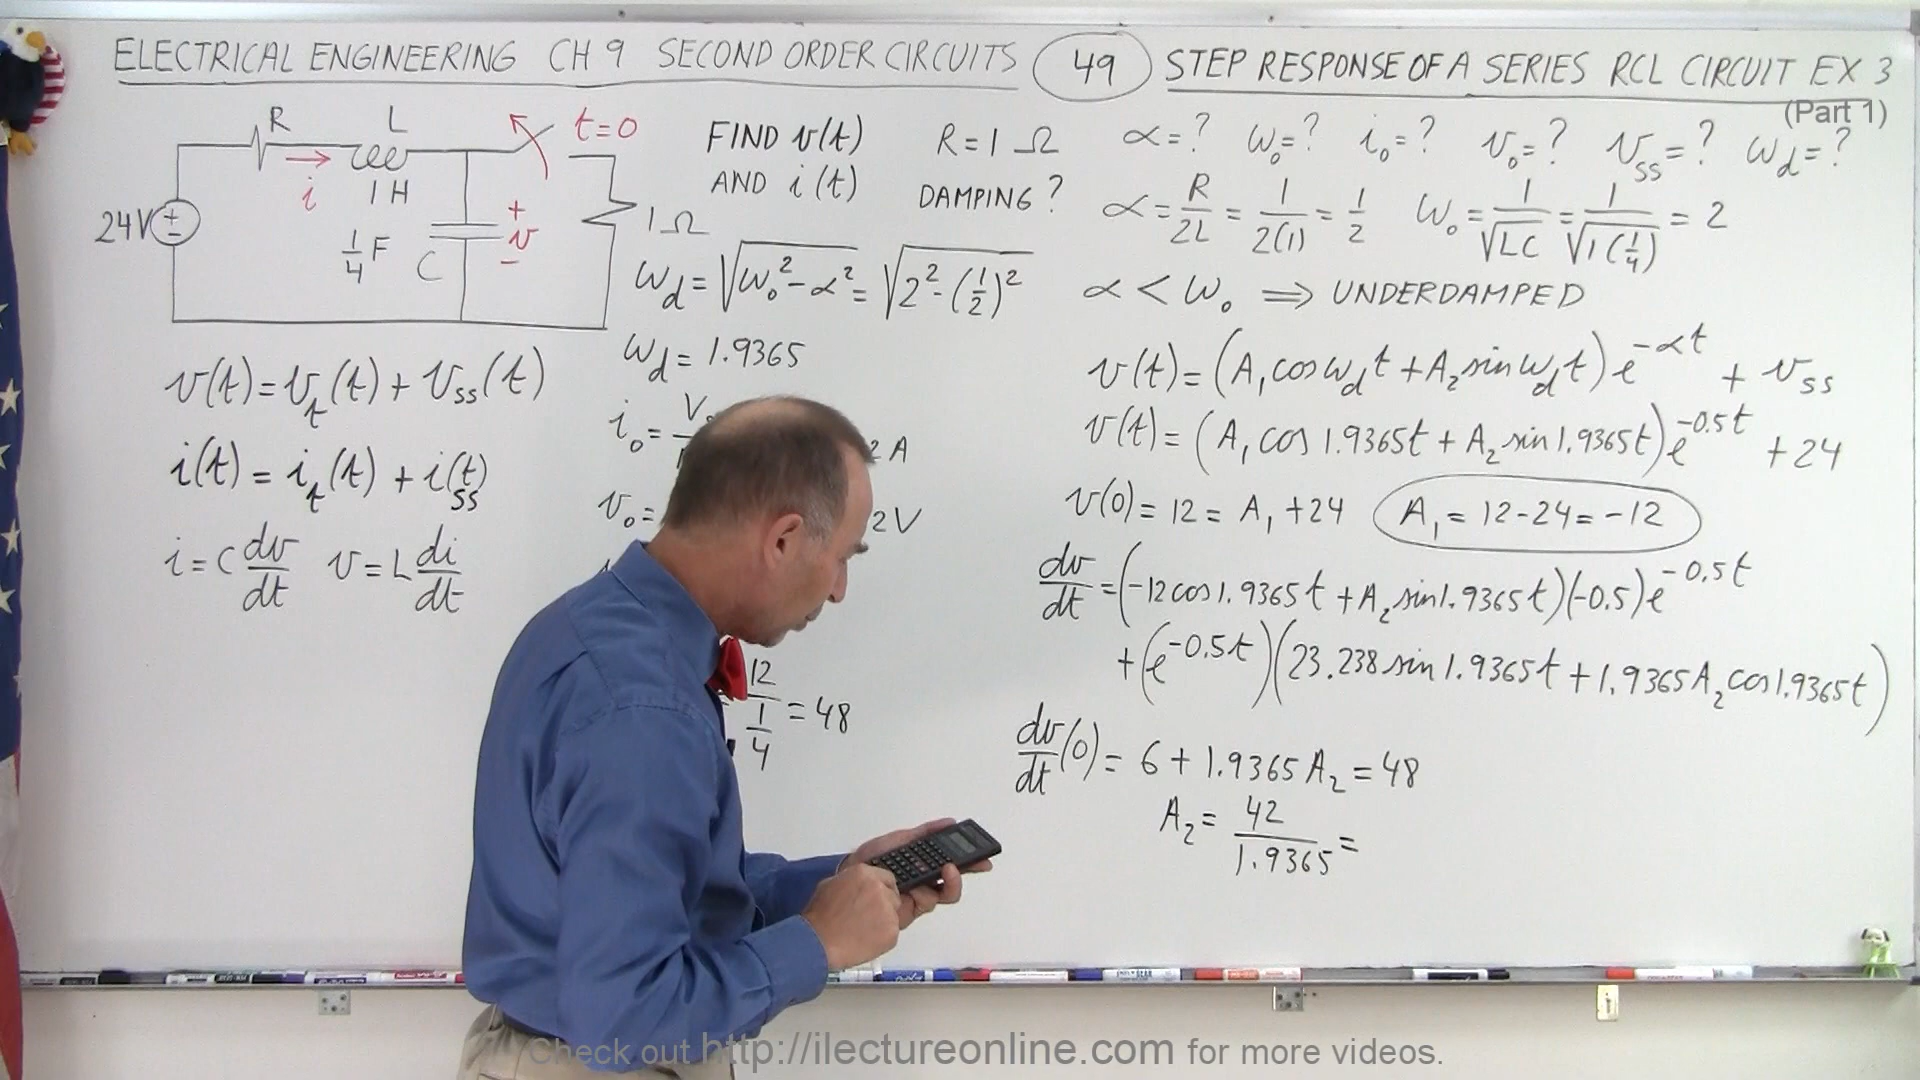 ELECTRICAL ENGINEERING CH 9 SECOND ORDER CIRCUITS 49 STEP RESPONSE OF A SERIES RCL CIRCUIT EX 3
(Part 1)
R L t=0
i 1 H
24V + −
1/4 F C + v −
1 Ω
FIND v(t)
AND i(t)
R = 1 Ω
DAMPING ?
α=? ω₀=? i₀=? v₀=? v_ss=? ω_d=?
α = R/2L = 1/2(1) = 1/2 ω₀ = 1/√LC = 1/√1(1/4) = 2
ω_d = √ω₀²-α² = √2²-(1/2)²
α < ω₀ ⇒ UNDERDAMPED
ω_d = 1.9365
v(t) = v_t(t) + v_ss(t)
i(t) = i_t(t) + i_ss(t)
i = C dv/dt v = L di/dt
i₀ = 2 A
v₀ = 2V
12/(1/4) = 48
v(t) = (A₁ cos ω_d t + A₂ sin ω_d t) e^-αt + v_ss
v(t) = (A₁ cos 1.9365t + A₂ sin 1.9365t) e^-0.5t + 24
v(0) = 12 = A₁ + 24 A₁ = 12-24 = -12
dv/dt = (-12 cos 1.9365t + A₂ sin 1.9365t)(-0.5) e^-0.5t
+ (e^-0.5t)(23.238 sin 1.9365t + 1.9365 A₂ cos 1.9365t)
dv/dt (0) = 6 + 1.9365 A₂ = 48
A₂ = 42/1.9365 =
Check out http://ilectureonline.com for more videos.